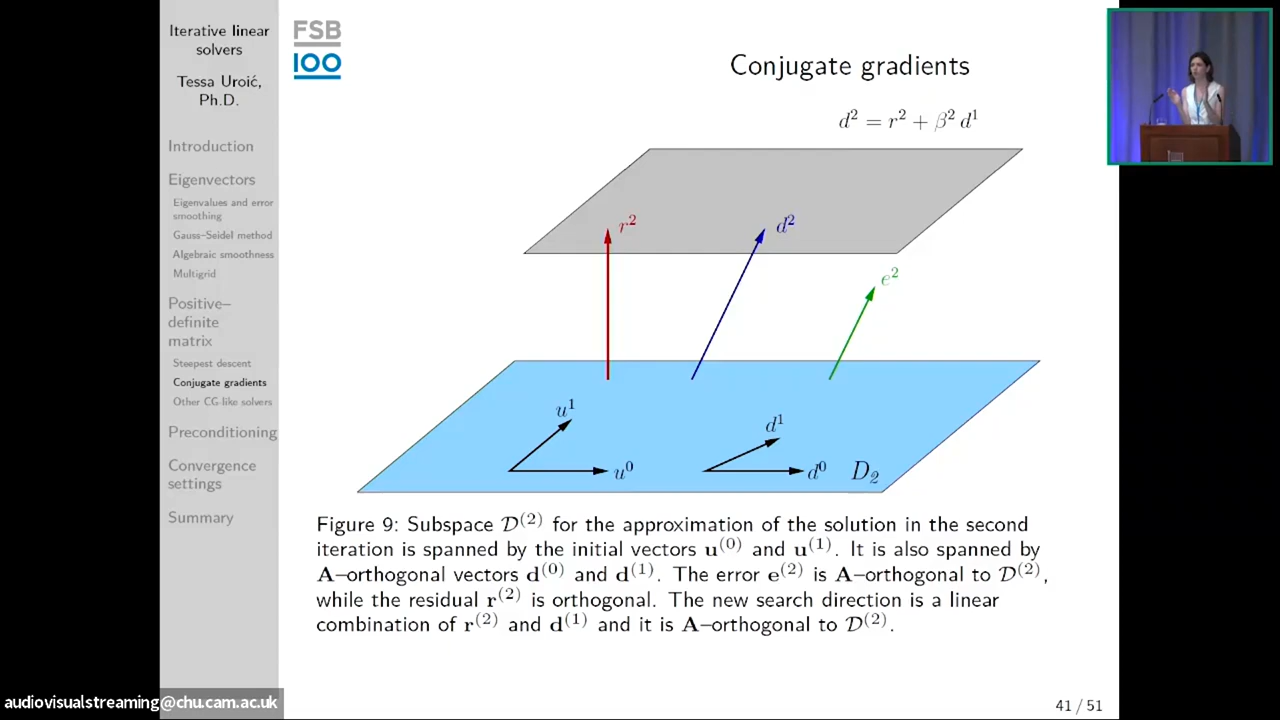 Iterative linear
solvers
Tessa Uroić,
Ph.D.
Introduction
Eigenvectors
Eigenvalues and error
smoothing
Gauss–Seidel method
Algebraic smoothness
Multigrid
Positive–
definite
matrix
Steepest descent
Conjugate gradients
Other CG-like solvers
Preconditioning
Convergence
settings
Summary
audiovisualstreaming@chu.cam.ac.uk
FSB
100
Conjugate gradients
d² = r² + β² d¹
r²
d²
e²
u¹
d¹
u⁰
d⁰
D₂
Figure 9: Subspace 𝒟⁽²⁾ for the approximation of the solution in the second
iteration is spanned by the initial vectors u⁽⁰⁾ and u⁽¹⁾. It is also spanned by
A–orthogonal vectors d⁽⁰⁾ and d⁽¹⁾. The error e⁽²⁾ is A–orthogonal to 𝒟⁽²⁾,
while the residual r⁽²⁾ is orthogonal. The new search direction is a linear
combination of r⁽²⁾ and d⁽¹⁾ and it is A–orthogonal to 𝒟⁽²⁾.
41 / 51